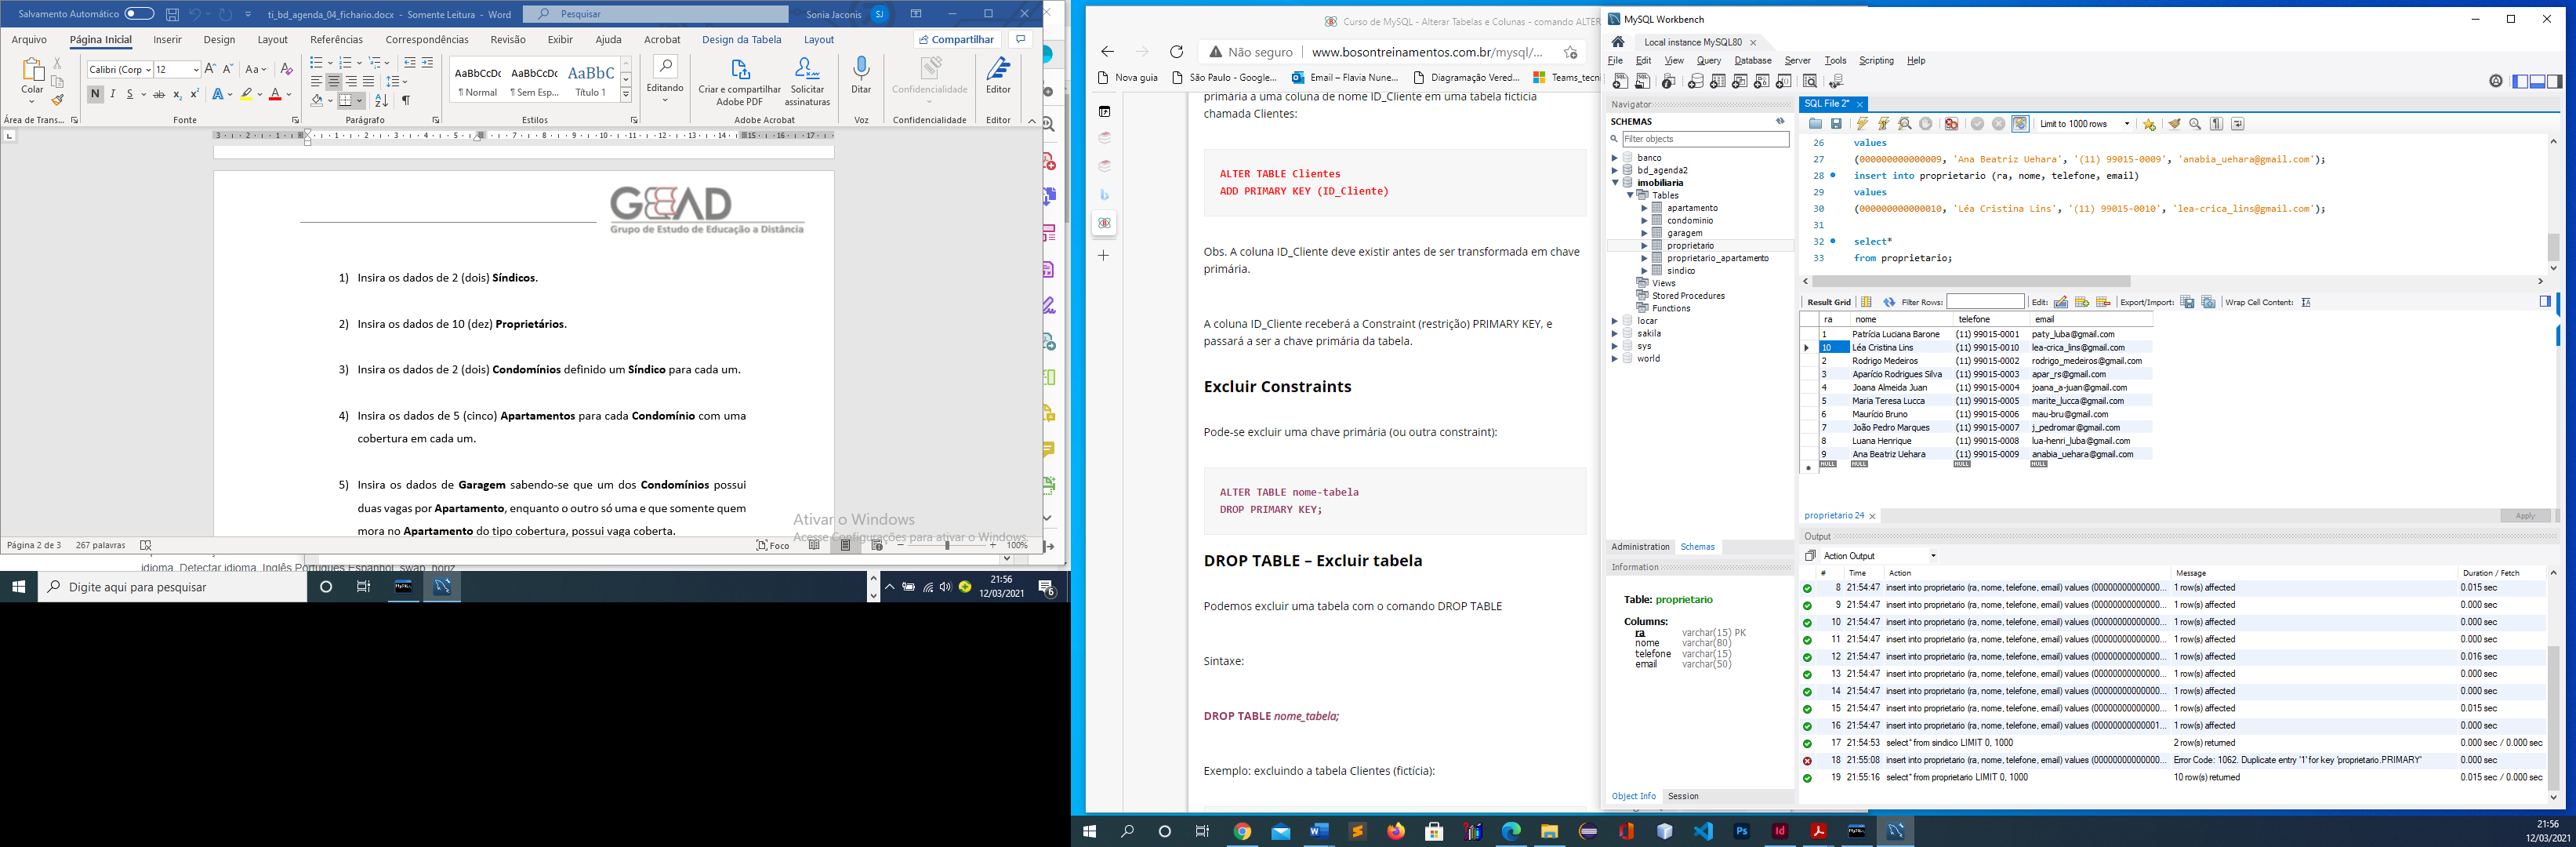 Salvamento Automático
ti_bd_agenda_04_fichario.docx - Somente Leitura - Word
Pesquisar
Sonia Jaconis
SJ
Arquivo Página Inicial Inserir Design Layout Referências Correspondências Revisão Exibir Ajuda Acrobat Design da Tabela Layout
Compartilhar
Colar
Calibri (Corp 12
N I S
AaBbCcDc AaBbCcDc AaBbC
¶ Normal ¶ Sem Esp... Título 1
Editando
Criar e compartilhar Adobe PDF
Solicitar assinaturas
Ditar
Confidencialidade
Editor
Área de Transf... Fonte Parágrafo Estilos Adobe Acrobat Voz Confidencialidade Editor
GEEAD
Grupo de Estudo de Educação a Distância
1) Insira os dados de 2 (dois) Síndicos.
2) Insira os dados de 10 (dez) Proprietários.
3) Insira os dados de 2 (dois) Condomínios definido um Síndico para cada um.
4) Insira os dados de 5 (cinco) Apartamentos para cada Condomínio com uma
cobertura em cada um.
5) Insira os dados de Garagem sabendo-se que um dos Condomínios possui
duas vagas por Apartamento, enquanto o outro só uma e que somente quem
mora no Apartamento do tipo cobertura, possui vaga coberta.
Ativar o Windows
Acesse Configurações para ativar o Windows.
Página 2 de 3 267 palavras
Foco
100%
idioma. Detectar idioma. Inglês Português Espanhol. swap_horiz
Digite aqui para pesquisar
21:56
12/03/2021
6
Curso de MySQL - Alterar Tabelas e Colunas - comando ALTER
Não seguro | www.bosontreinamentos.com.br/mysql/...
Nova guia
São Paulo - Google...
Email – Flavia Nune...
Diagramação Vered...
Teams_tecni
primária a uma coluna de nome ID_Cliente em uma tabela fictícia
chamada Clientes:
ALTER TABLE Clientes
ADD PRIMARY KEY (ID_Cliente)
Obs. A coluna ID_Cliente deve existir antes de ser transformada em chave
primária.
A coluna ID_Cliente receberá a Constraint (restrição) PRIMARY KEY, e
passará a ser a chave primária da tabela.
Excluir Constraints
Pode-se excluir uma chave primária (ou outra constraint):
ALTER TABLE nome-tabela
DROP PRIMARY KEY;
DROP TABLE – Excluir tabela
Podemos excluir uma tabela com o comando DROP TABLE
Sintaxe:
DROP TABLE nome_tabela;
Exemplo: excluindo a tabela Clientes (fictícia):
MySQL Workbench
Local instance MySQL80
File Edit View Query Database Server Tools Scripting Help
Navigator
SCHEMAS
Filter objects
banco
bd_agenda2
imobiliaria
Tables
apartamento
condominio
garagem
proprietario
proprietario_apartamento
sindico
Views
Stored Procedures
Functions
locar
sakila
sys
world
Administration Schemas
Information
Table: proprietario
Columns:
ra varchar(15) PK
nome varchar(80)
telefone varchar(15)
email varchar(50)
Object Info Session
SQL File 2*
Limit to 1000 rows
26 values
27 (000000000000009, 'Ana Beatriz Uehara', '(11) 99015-0009', 'anabia_uehara@gmail.com');
28 insert into proprietario (ra, nome, telefone, email)
29 values
30 (000000000000010, 'Léa Cristina Lins', '(11) 99015-0010', 'lea-crica_lins@gmail.com');
31
32 select*
33 from proprietario;
Result Grid Filter Rows: Edit: Export/Import: Wrap Cell Content:
ra nome telefone email
1 Patrícia Luciana Barone (11) 99015-0001 paty_luba@gmail.com
10 Léa Cristina Lins (11) 99015-0010 lea-crica_lins@gmail.com
2 Rodrigo Medeiros (11) 99015-0002 rodrigo_medeiros@gmail.com
3 Aparício Rodrigues Silva (11) 99015-0003 apar_rs@gmail.com
4 Joana Almeida Juan (11) 99015-0004 joana_a-juan@gmail.com
5 Maria Teresa Lucca (11) 99015-0005 marite_lucca@gmail.com
6 Maurício Bruno (11) 99015-0006 mau-bru@gmail.com
7 João Pedro Marques (11) 99015-0007 j_pedromar@gmail.com
8 Luana Henrique (11) 99015-0008 lua-henri_luba@gmail.com
9 Ana Beatriz Uehara (11) 99015-0009 anabia_uehara@gmail.com
NULL NULL NULL NULL
proprietario 24
Apply
Output
Action Output
# Time Action Message Duration / Fetch
8 21:54:47 insert into proprietario (ra, nome, telefone, email) values (00000000000000... 1 row(s) affected 0.015 sec
9 21:54:47 insert into proprietario (ra, nome, telefone, email) values (00000000000000... 1 row(s) affected 0.000 sec
10 21:54:47 insert into proprietario (ra, nome, telefone, email) values (00000000000000... 1 row(s) affected 0.000 sec
11 21:54:47 insert into proprietario (ra, nome, telefone, email) values (00000000000000... 1 row(s) affected 0.000 sec
12 21:54:47 insert into proprietario (ra, nome, telefone, email) values (00000000000000... 1 row(s) affected 0.016 sec
13 21:54:47 insert into proprietario (ra, nome, telefone, email) values (00000000000000... 1 row(s) affected 0.000 sec
14 21:54:47 insert into proprietario (ra, nome, telefone, email) values (00000000000000... 1 row(s) affected 0.000 sec
15 21:54:47 insert into proprietario (ra, nome, telefone, email) values (00000000000000... 1 row(s) affected 0.015 sec
16 21:54:47 insert into proprietario (ra, nome, telefone, email) values (00000000000001... 1 row(s) affected 0.000 sec
17 21:54:53 select* from sindico LIMIT 0, 1000 2 row(s) returned 0.000 sec / 0.000 sec
18 21:55:08 insert into proprietario (ra, nome, telefone, email) values (00000000000000... Error Code: 1062. Duplicate entry '1' for key 'proprietario.PRIMARY' 0.000 sec
19 21:55:16 select* from proprietario LIMIT 0, 1000 10 row(s) returned 0.015 sec / 0.000 sec
21:56
12/03/2021